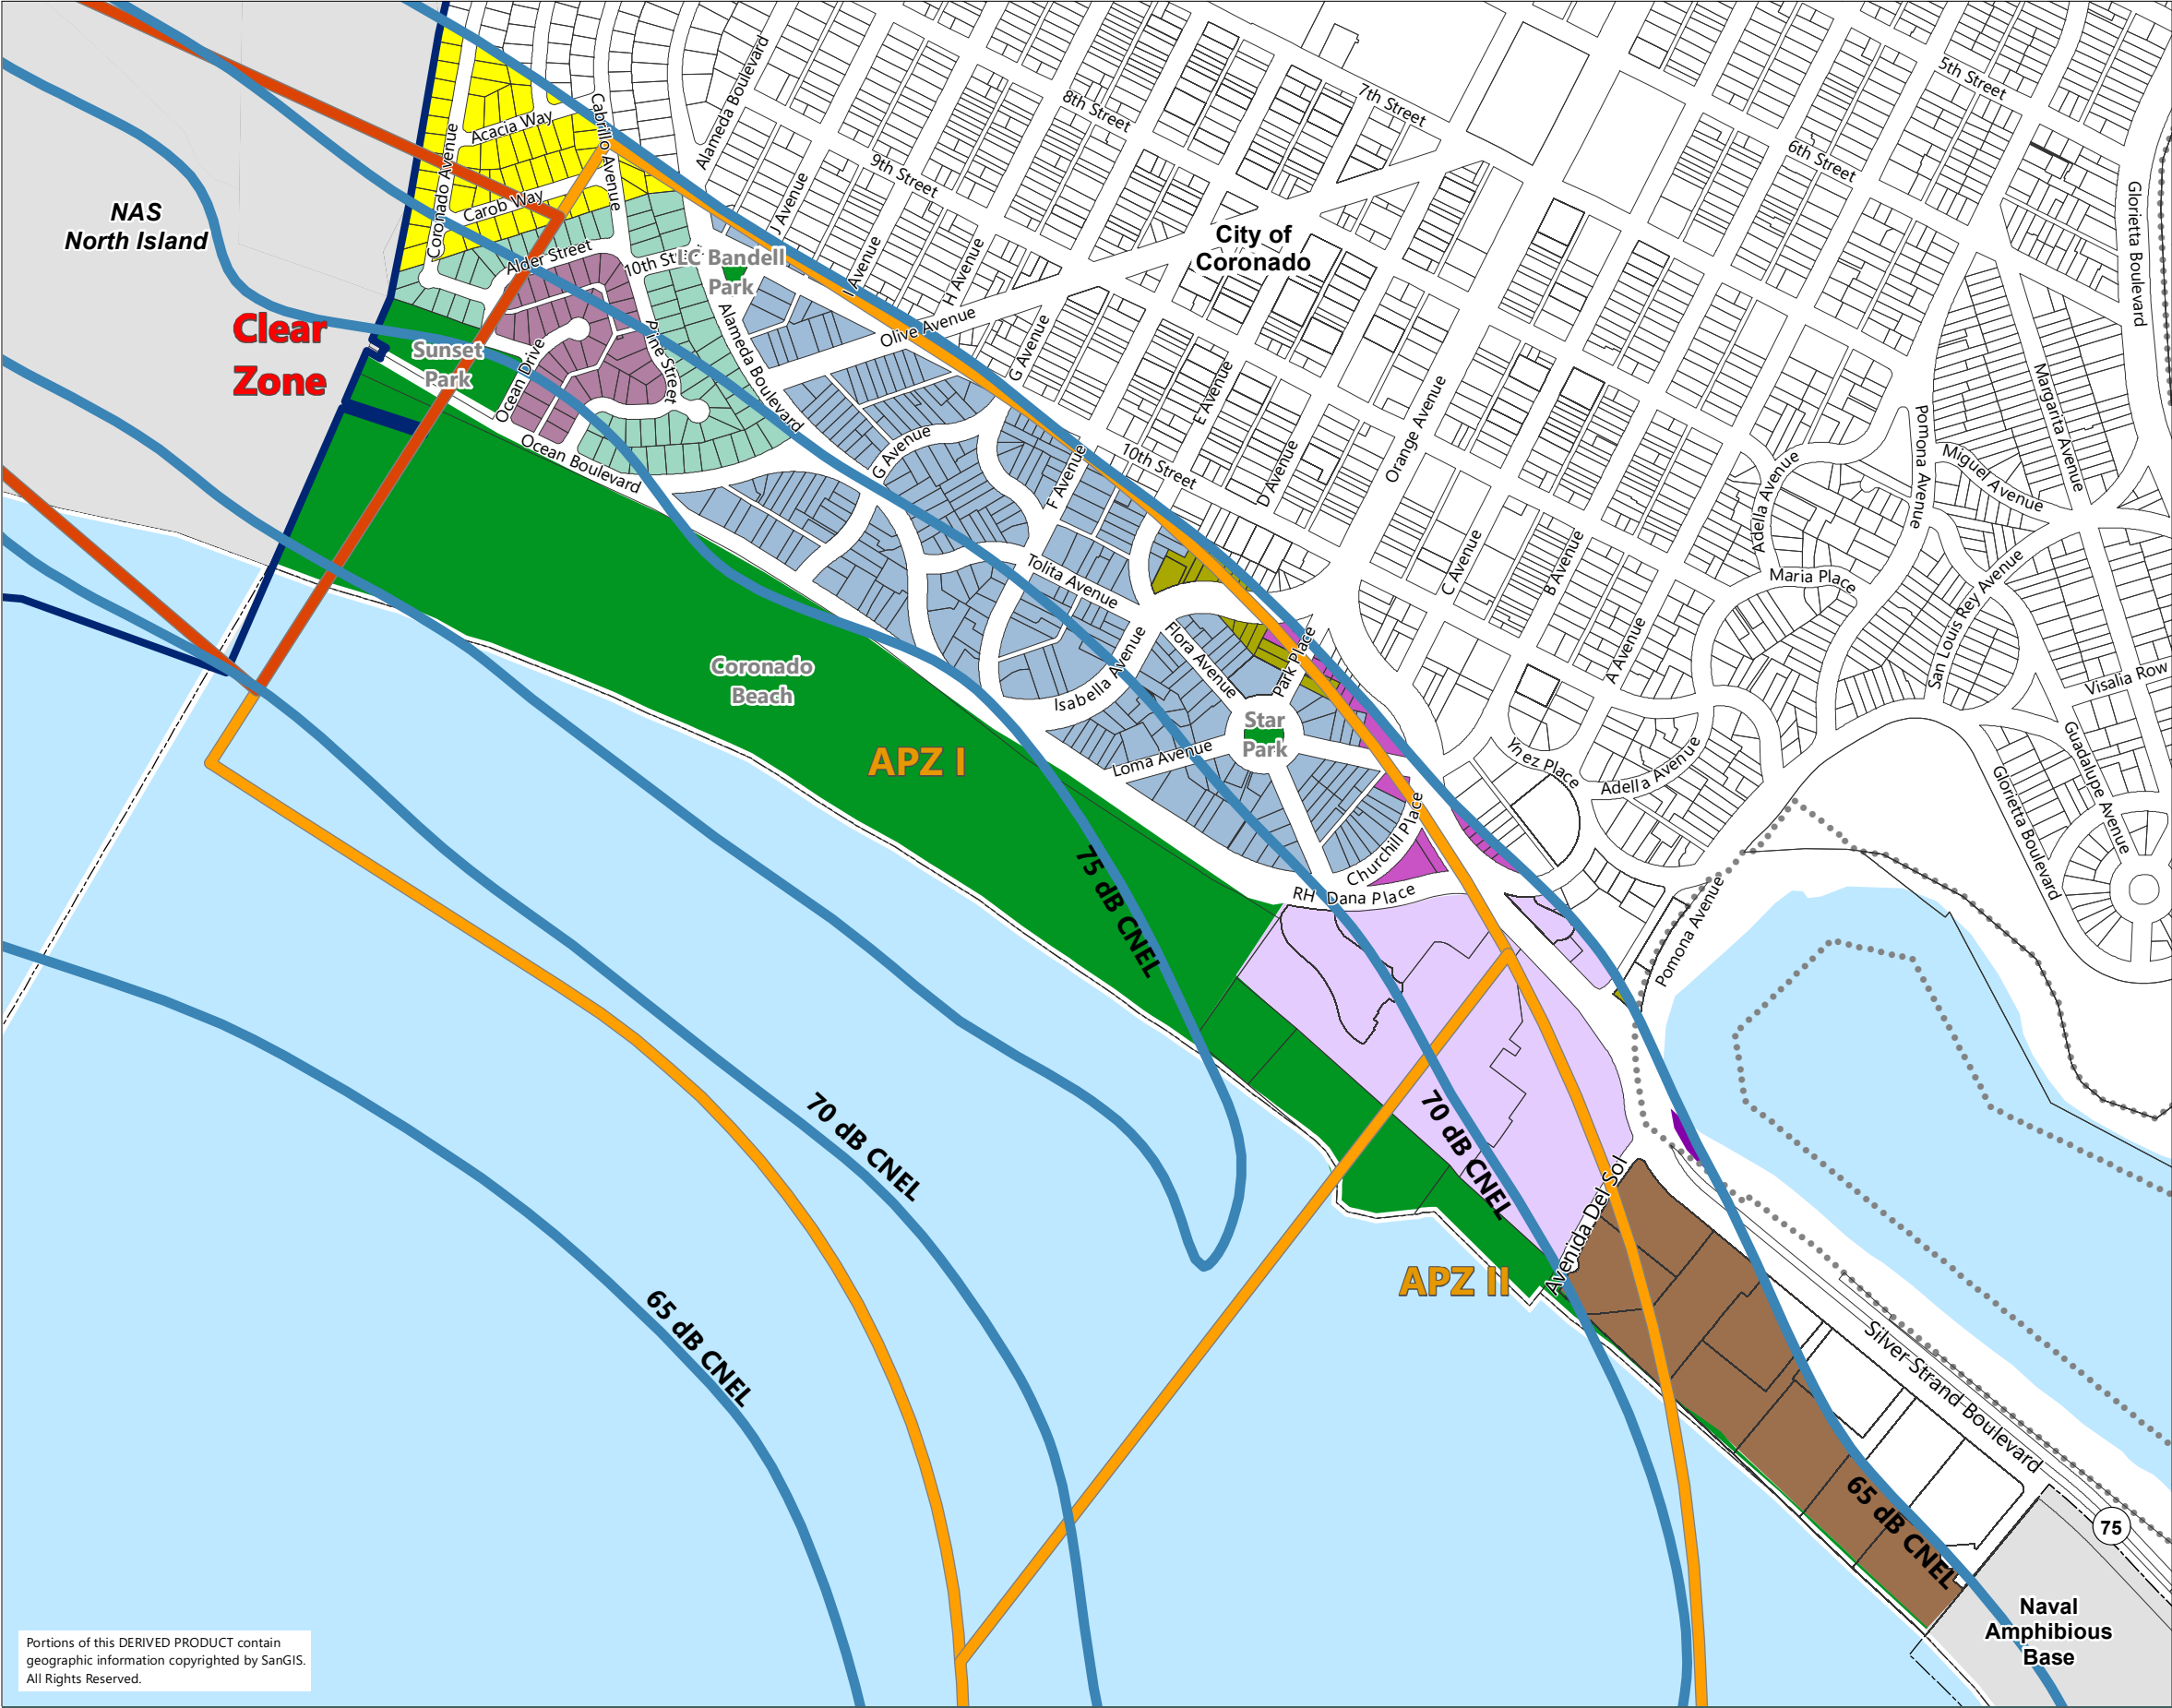 NAS
North Island
Clear
Zone
Sunset
Park
Coronado Avenue
Acacia Way
Carob Way
Cabrillo Avenue
Alder Street
10th St
LC Bandell
Park
Ocean Drive
Pine Street
Ocean Boulevard
Alameda Boulevard
Alameda Boulevard
J Avenue
I Avenue
H Avenue
Olive Avenue
G Avenue
G Avenue
F Avenue
E Avenue
D Avenue
10th Street
9th Street
8th Street
7th Street
6th Street
5th Street
City of
Coronado
Orange Avenue
C Avenue
B Avenue
A Avenue
Tolita Avenue
Isabella Avenue
Flora Avenue
Park Place
Star
Park
Loma Avenue
Churchill Place
RH Dana Place
Ynez Place
Adella Avenue
Adella Avenue
Maria Place
Pomona Avenue
Pomona Avenue
Miguel Avenue
Margarita Avenue
San Louis Rey Avenue
Visalia Row
Guadalupe Avenue
Glorietta Boulevard
Glorietta Boulevard
Coronado
Beach
APZ I
APZ II
75 dB CNEL
70 dB CNEL
70 dB CNEL
65 dB CNEL
65 dB CNEL
Avenida Del Sol
Silver Strand Boulevard
75
Naval
Amphibious
Base
Portions of this DERIVED PRODUCT contain
geographic information copyrighted by SanGIS.
All Rights Reserved.